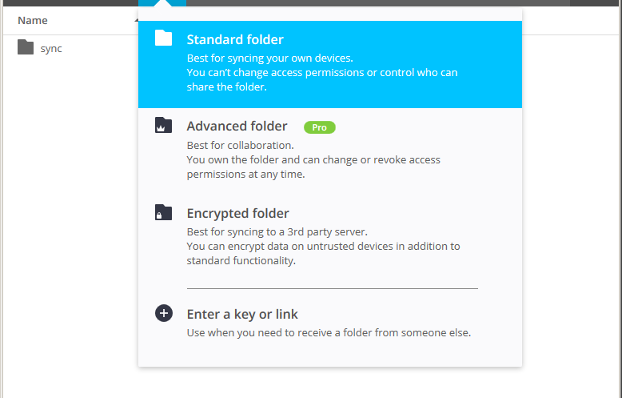 Name
sync
Standard folder
Best for syncing your own devices.
You can't change access permissions or control who can
share the folder.
Advanced folder Pro
Best for collaboration.
You own the folder and can change or revoke access
permissions at any time.
Encrypted folder
Best for syncing to a 3rd party server.
You can encrypt data on untrusted devices in addition to
standard functionality.
Enter a key or link
Use when you need to receive a folder from someone else.